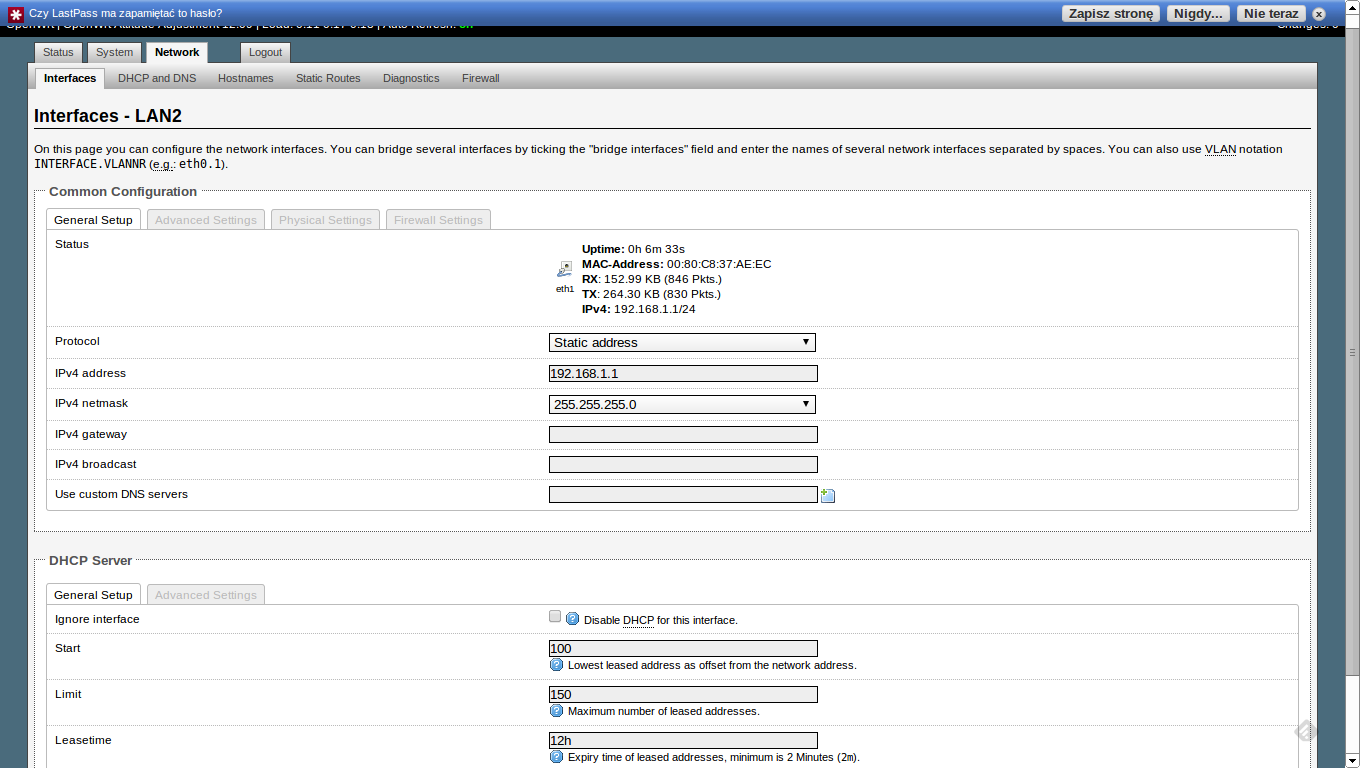 Czy LastPass ma zapamiętać to hasło?
Zapisz stronę Nigdy... Nie teraz
OpenWrt | OpenWrt Attitude Adjustment
Auto Refresh: on
Changes: 0
Status System Network Logout
Interfaces DHCP and DNS Hostnames Static Routes Diagnostics Firewall
Interfaces - LAN2
On this page you can configure the network interfaces. You can bridge several interfaces by ticking the "bridge interfaces" field and enter the names of several network interfaces separated by spaces. You can also use VLAN notation
INTERFACE.VLANNR (e.g.: eth0.1).
Common Configuration
General Setup Advanced Settings Physical Settings Firewall Settings
Status
Uptime: 0h 6m 33s
MAC-Address: 00:80:C8:37:AE:EC
RX: 152.99 KB (846 Pkts.)
TX: 264.30 KB (830 Pkts.)
IPv4: 192.168.1.1/24
eth1
Protocol Static address
IPv4 address 192.168.1.1
IPv4 netmask 255.255.255.0
IPv4 gateway
IPv4 broadcast
Use custom DNS servers
DHCP Server
General Setup Advanced Settings
Ignore interface Disable DHCP for this interface.
Start 100
Lowest leased address as offset from the network address.
Limit 150
Maximum number of leased addresses.
Leasetime 12h
Expiry time of leased addresses, minimum is 2 Minutes (2m).